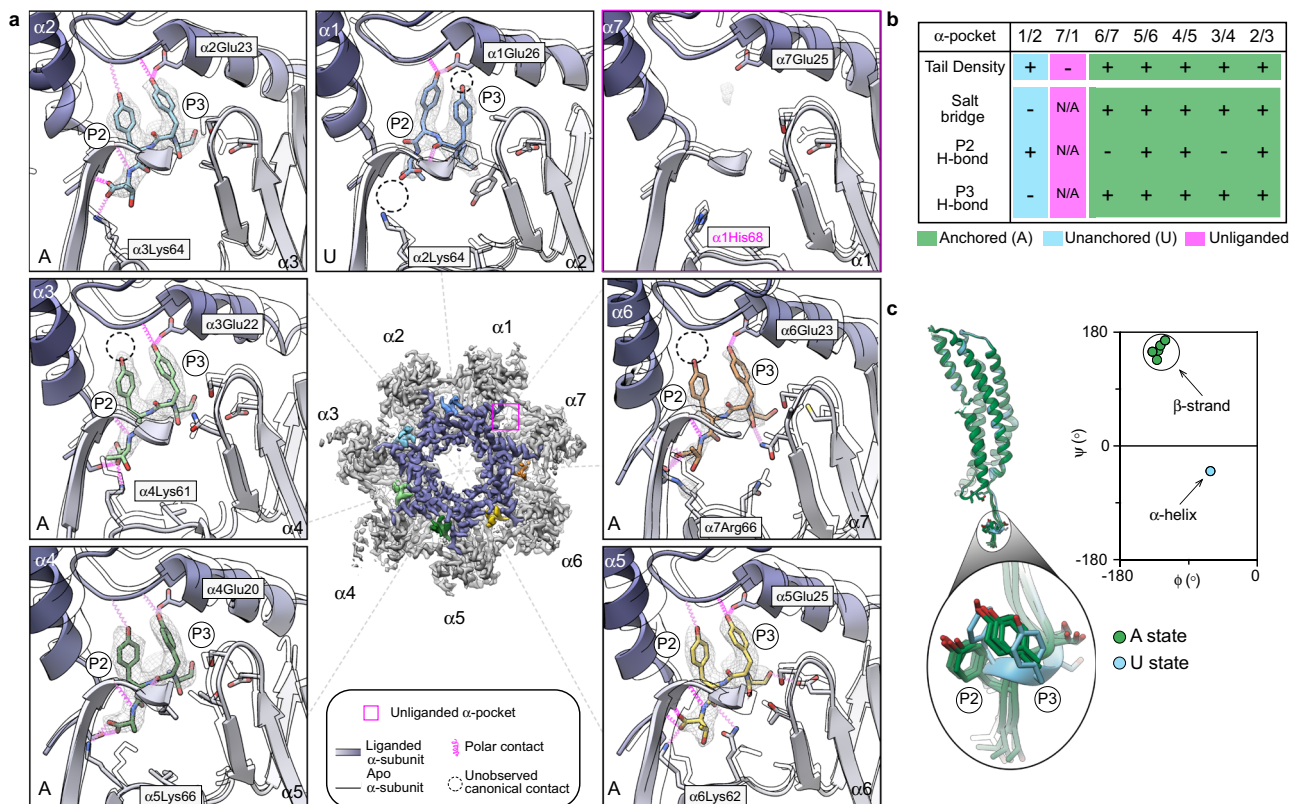 a
α2
α2Glu23
P3
P2
α3Lys64
A
α3
α1
α1Glu26
P3
P2
α2Lys64
U
α2
α7
α7Glu25
α1His68
α1
b
α-pocket 1/2 7/1 6/7 5/6 4/5 3/4 2/3
Tail Density + - + + + + +
Salt bridge - N/A + + + + +
P2 H-bond + N/A - + + - +
P3 H-bond - N/A + + + + +
Anchored (A) Unanchored (U) Unliganded
α3
α3Glu22
P3
P2
α4Lys61
A
α4
α1
α2
α3
α4
α5
α6
α7
α6
α6Glu23
P3
P2
α7Arg66
A
α7
c
180
0
-180
-180 0
ψ (°)
ϕ (°)
β-strand
α-helix
A state
U state
P2
P3
α4
α4Glu20
P3
P2
α5Lys66
A
α5
Unliganded α-pocket
Liganded
α-subunit
Apo
α-subunit
Polar contact
Unobserved
canonical contact
α5
α5Glu25
P3
P2
α6Lys62
A
α6